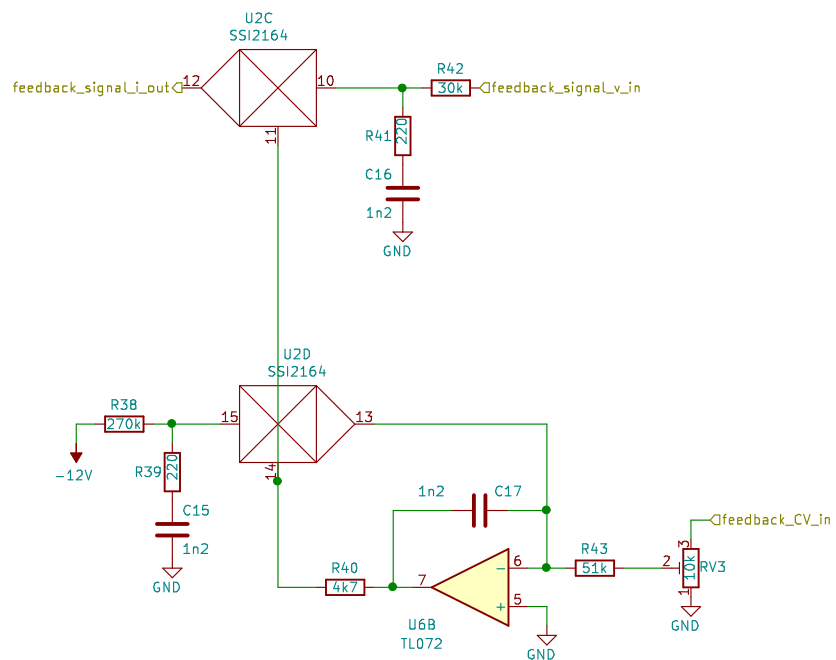 U2C
SSI2164
feedback_signal_i_out
12
10
R42
30k
feedback_signal_v_in
11
R41
220
C16
1n2
GND
U2D
SSI2164
R38
270k
15
13
-12V
R39
220
14
C15
1n2
GND
1n2
C17
feedback_CV_in
R40
4k7
7
6
-
R43
51k
2
3
10k
RV3
1
5
+
GND
U6B
TL072
GND